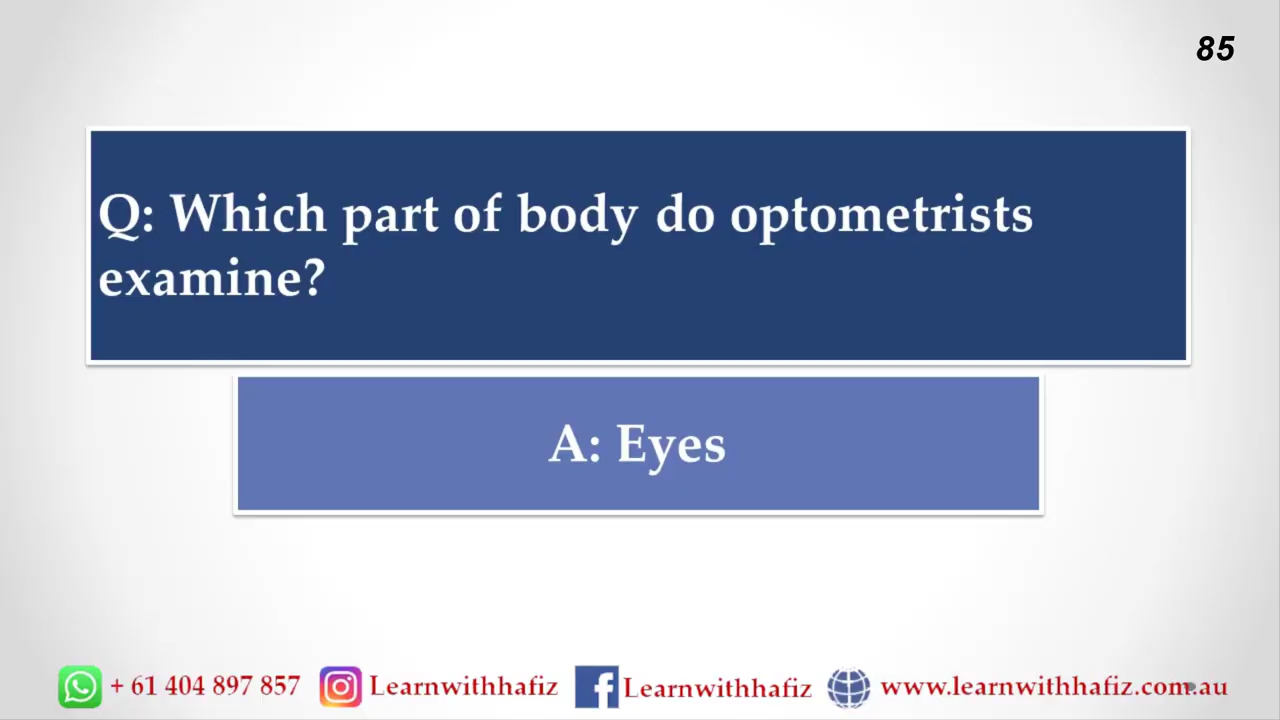 85
Q: Which part of body do optometrists
examine?
A: Eyes
+ 61 404 897 857 Learnwithhafiz Learnwithhafiz www.learnwithhafiz.com.au